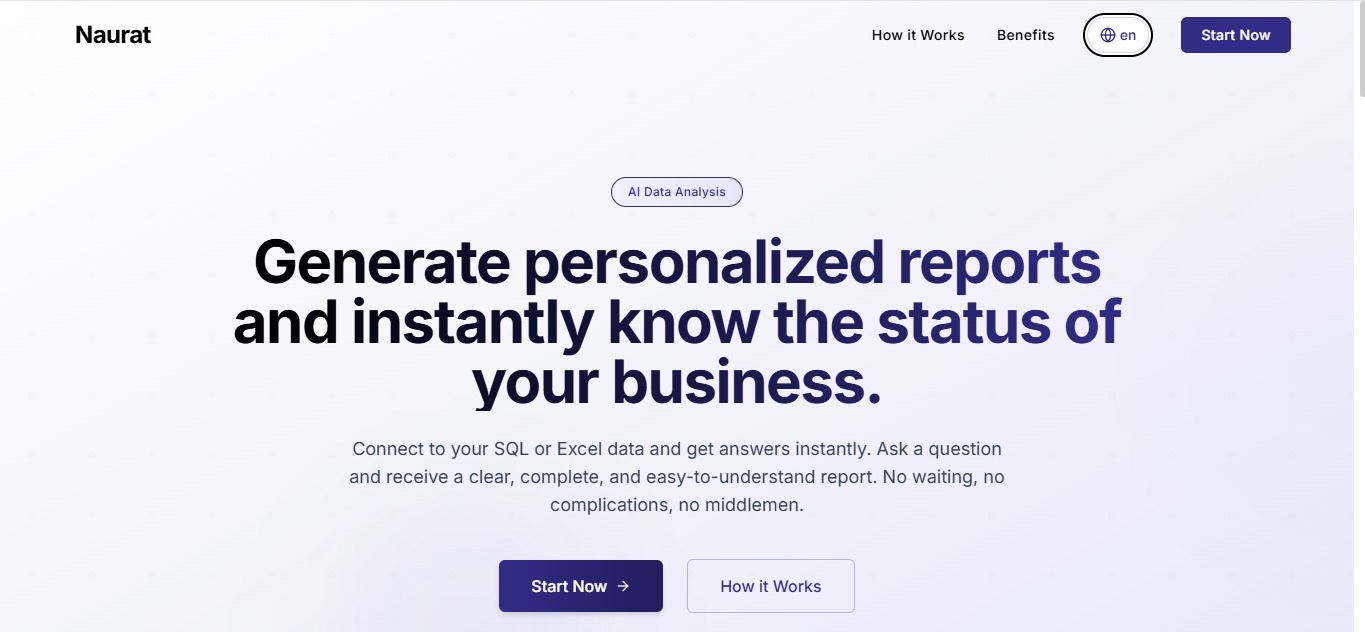 Naurat
How it Works
Benefits
en
Start Now
AI Data Analysis
Generate personalized reports
and instantly know the status of
your business.
Connect to your SQL or Excel data and get answers instantly. Ask a question
and receive a clear, complete, and easy-to-understand report. No waiting, no
complications, no middlemen.
Start Now →
How it Works